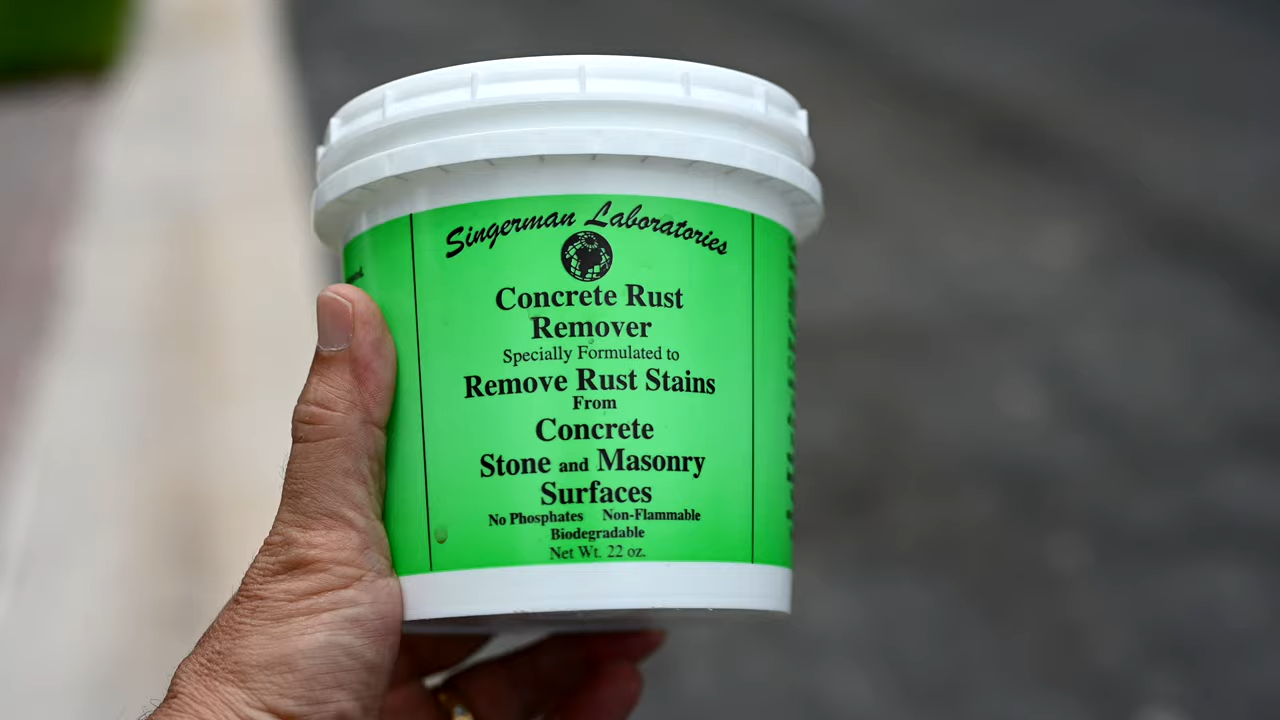 Singerman Laboratories
Concrete Rust
Remover
Specially Formulated to
Remove Rust Stains
From
Concrete
Stone and Masonry
Surfaces
No Phosphates Non-Flammable
Biodegradable
Net Wt. 22 oz.